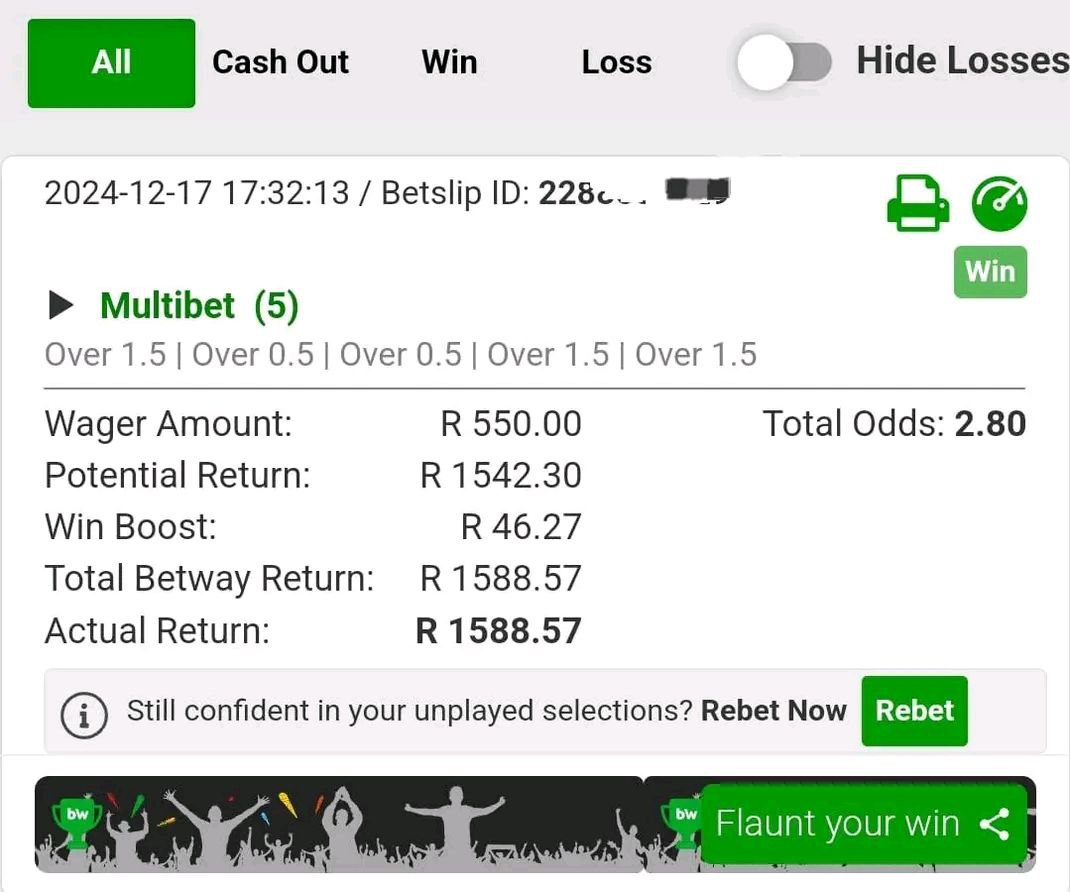 All Cash Out Win Loss Hide Losses
2024-12-17 17:32:13 / Betslip ID:
Win
Multibet (5)
Over 1.5 | Over 0.5 | Over 0.5 | Over 1.5 | Over 1.5
Wager Amount: R 550.00 Total Odds: 2.80
Potential Return: R 1542.30
Win Boost: R 46.27
Total Betway Return: R 1588.57
Actual Return: R 1588.57
Still confident in your unplayed selections? Rebet Now Rebet
bw bw Flaunt your win